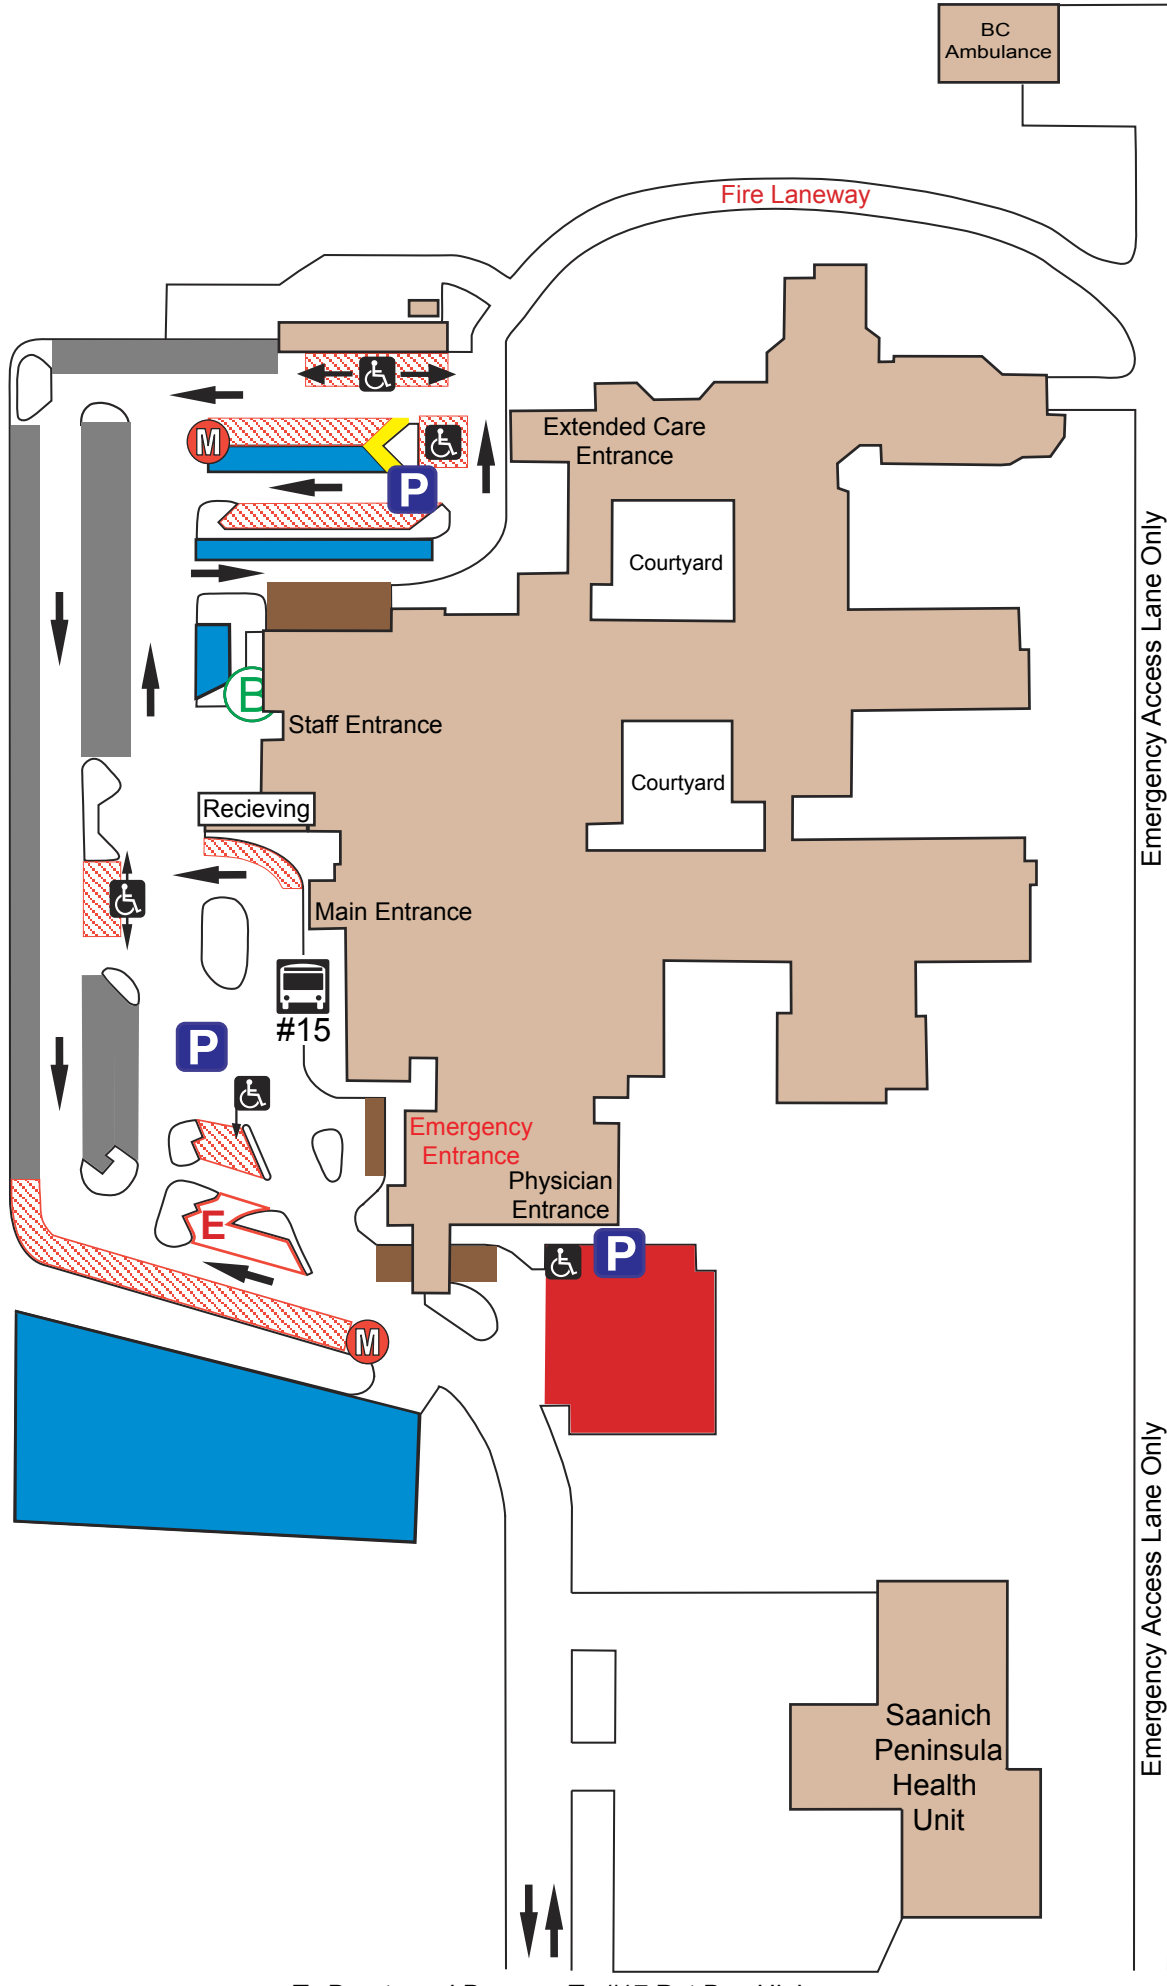 BC
Ambulance
Fire Laneway
Extended Care
Entrance
M
P
Courtyard
Emergency Access Lane Only
B
Staff Entrance
Courtyard
Recieving
Main Entrance
#15
P
Emergency
Entrance
Physician
Entrance
E
P
M
Emergency Access Lane Only
Saanich
Peninsula
Health
Unit